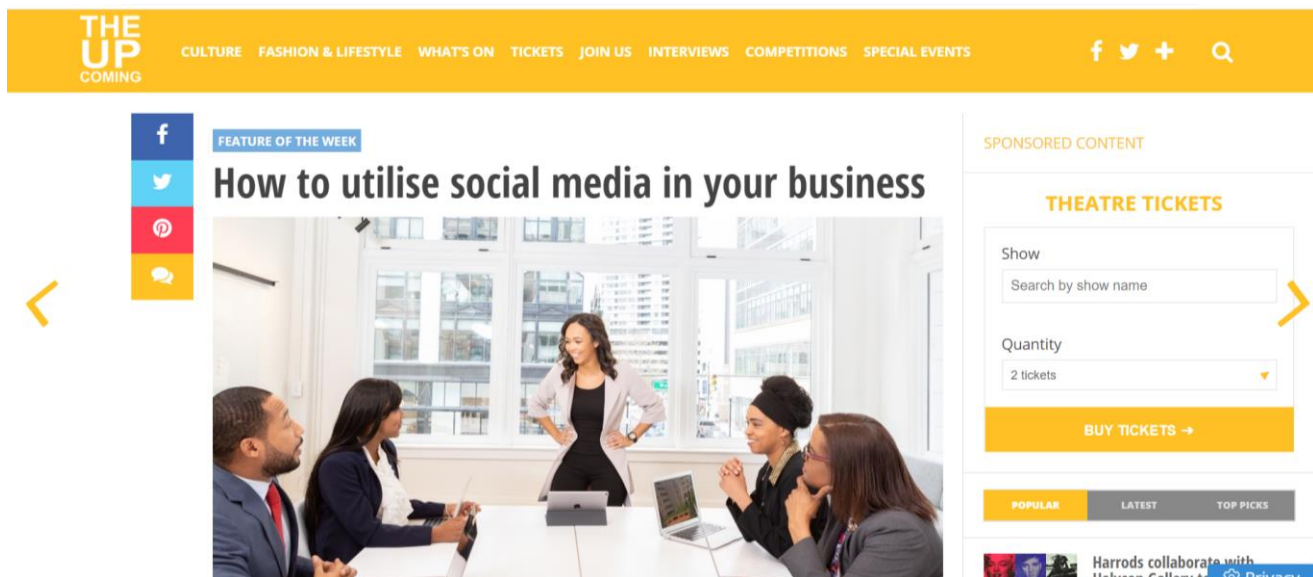 THE
UP
COMING
CULTURE FASHION & LIFESTYLE WHAT'S ON TICKETS JOIN US INTERVIEWS COMPETITIONS SPECIAL EVENTS
FEATURE OF THE WEEK
How to utilise social media in your business
SPONSORED CONTENT
THEATRE TICKETS
Show
Search by show name
Quantity
2 tickets
BUY TICKETS →
POPULAR LATEST TOP PICKS
Harrods collaborate with
Privacy